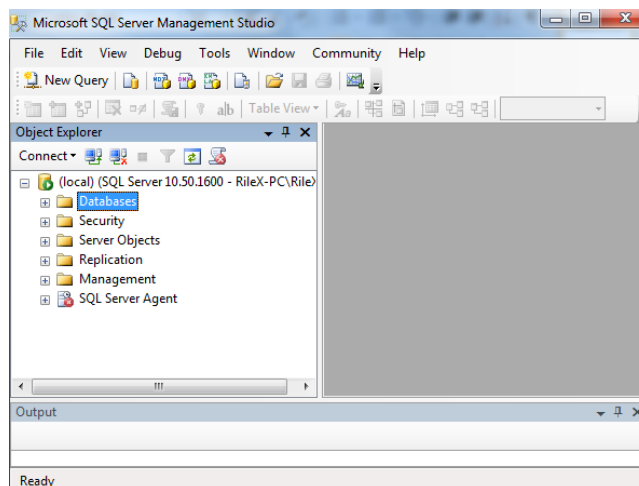 Microsoft SQL Server Management Studio
File Edit View Debug Tools Window Community Help
New Query
Table View
Object Explorer
Connect
(local) (SQL Server 10.50.1600 - RileX-PC\RileX
Databases
Security
Server Objects
Replication
Management
SQL Server Agent
Output
Ready